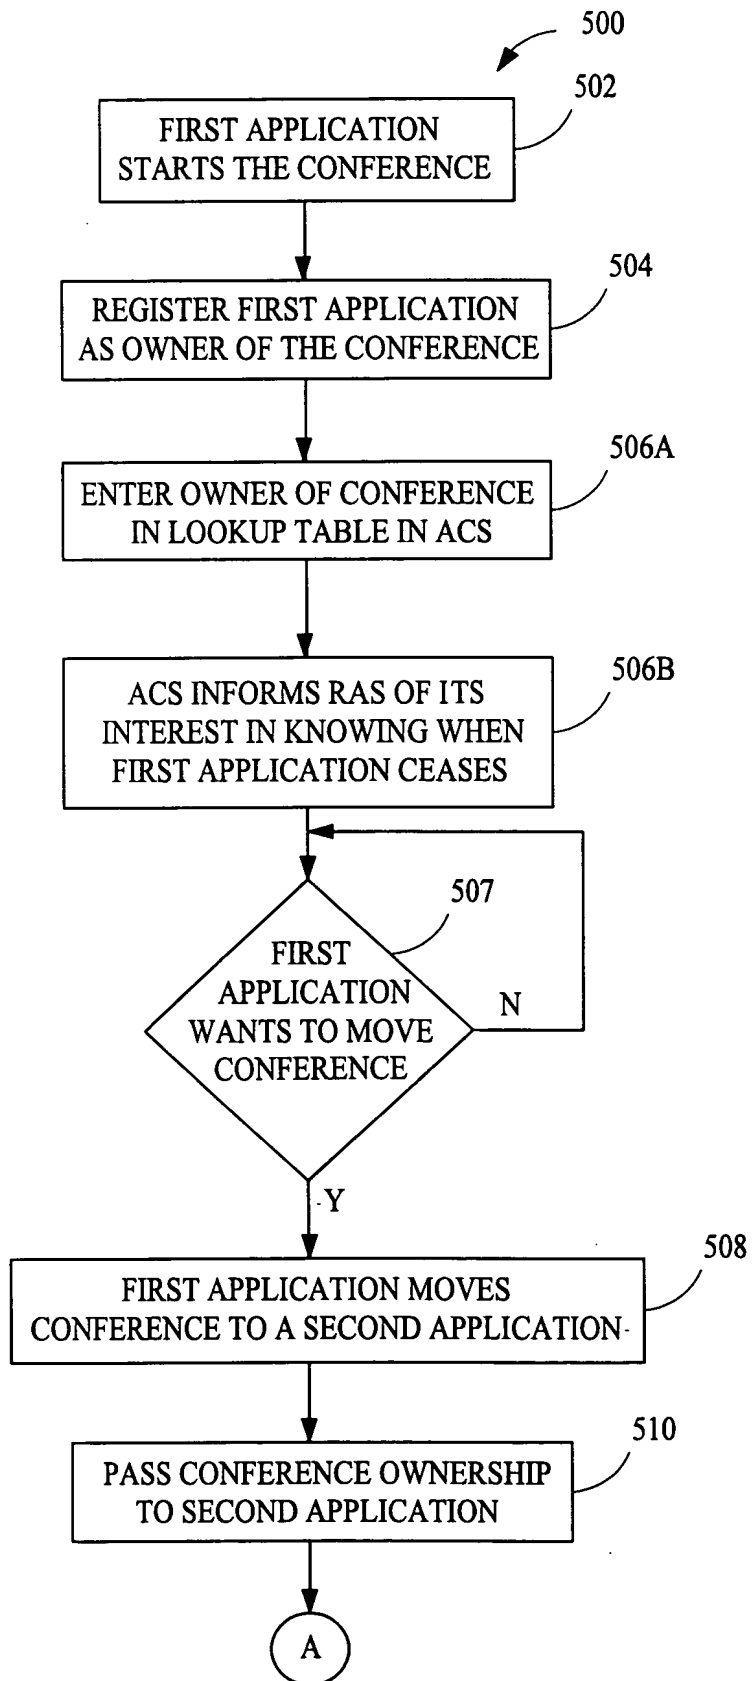 500
502
FIRST APPLICATION
STARTS THE CONFERENCE
504
REGISTER FIRST APPLICATION
AS OWNER OF THE CONFERENCE
506A
ENTER OWNER OF CONFERENCE
IN LOOKUP TABLE IN ACS
506B
ACS INFORMS RAS OF ITS
INTEREST IN KNOWING WHEN
FIRST APPLICATION CEASES
507
FIRST
APPLICATION
WANTS TO MOVE
CONFERENCE
N
Y
508
FIRST APPLICATION MOVES
CONFERENCE TO A SECOND APPLICATION
510
PASS CONFERENCE OWNERSHIP
TO SECOND APPLICATION
A